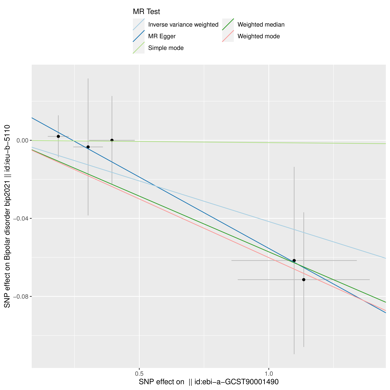 MR Test
Inverse variance weighted
Weighted median
MR Egger
Weighted mode
Simple mode
SNP effect on Bipolar disorder bip2021 || id:ieu-b-5110
0.00
-0.04
-0.08
0.5
1.0
SNP effect on || id:ebi-a-GCST90001490